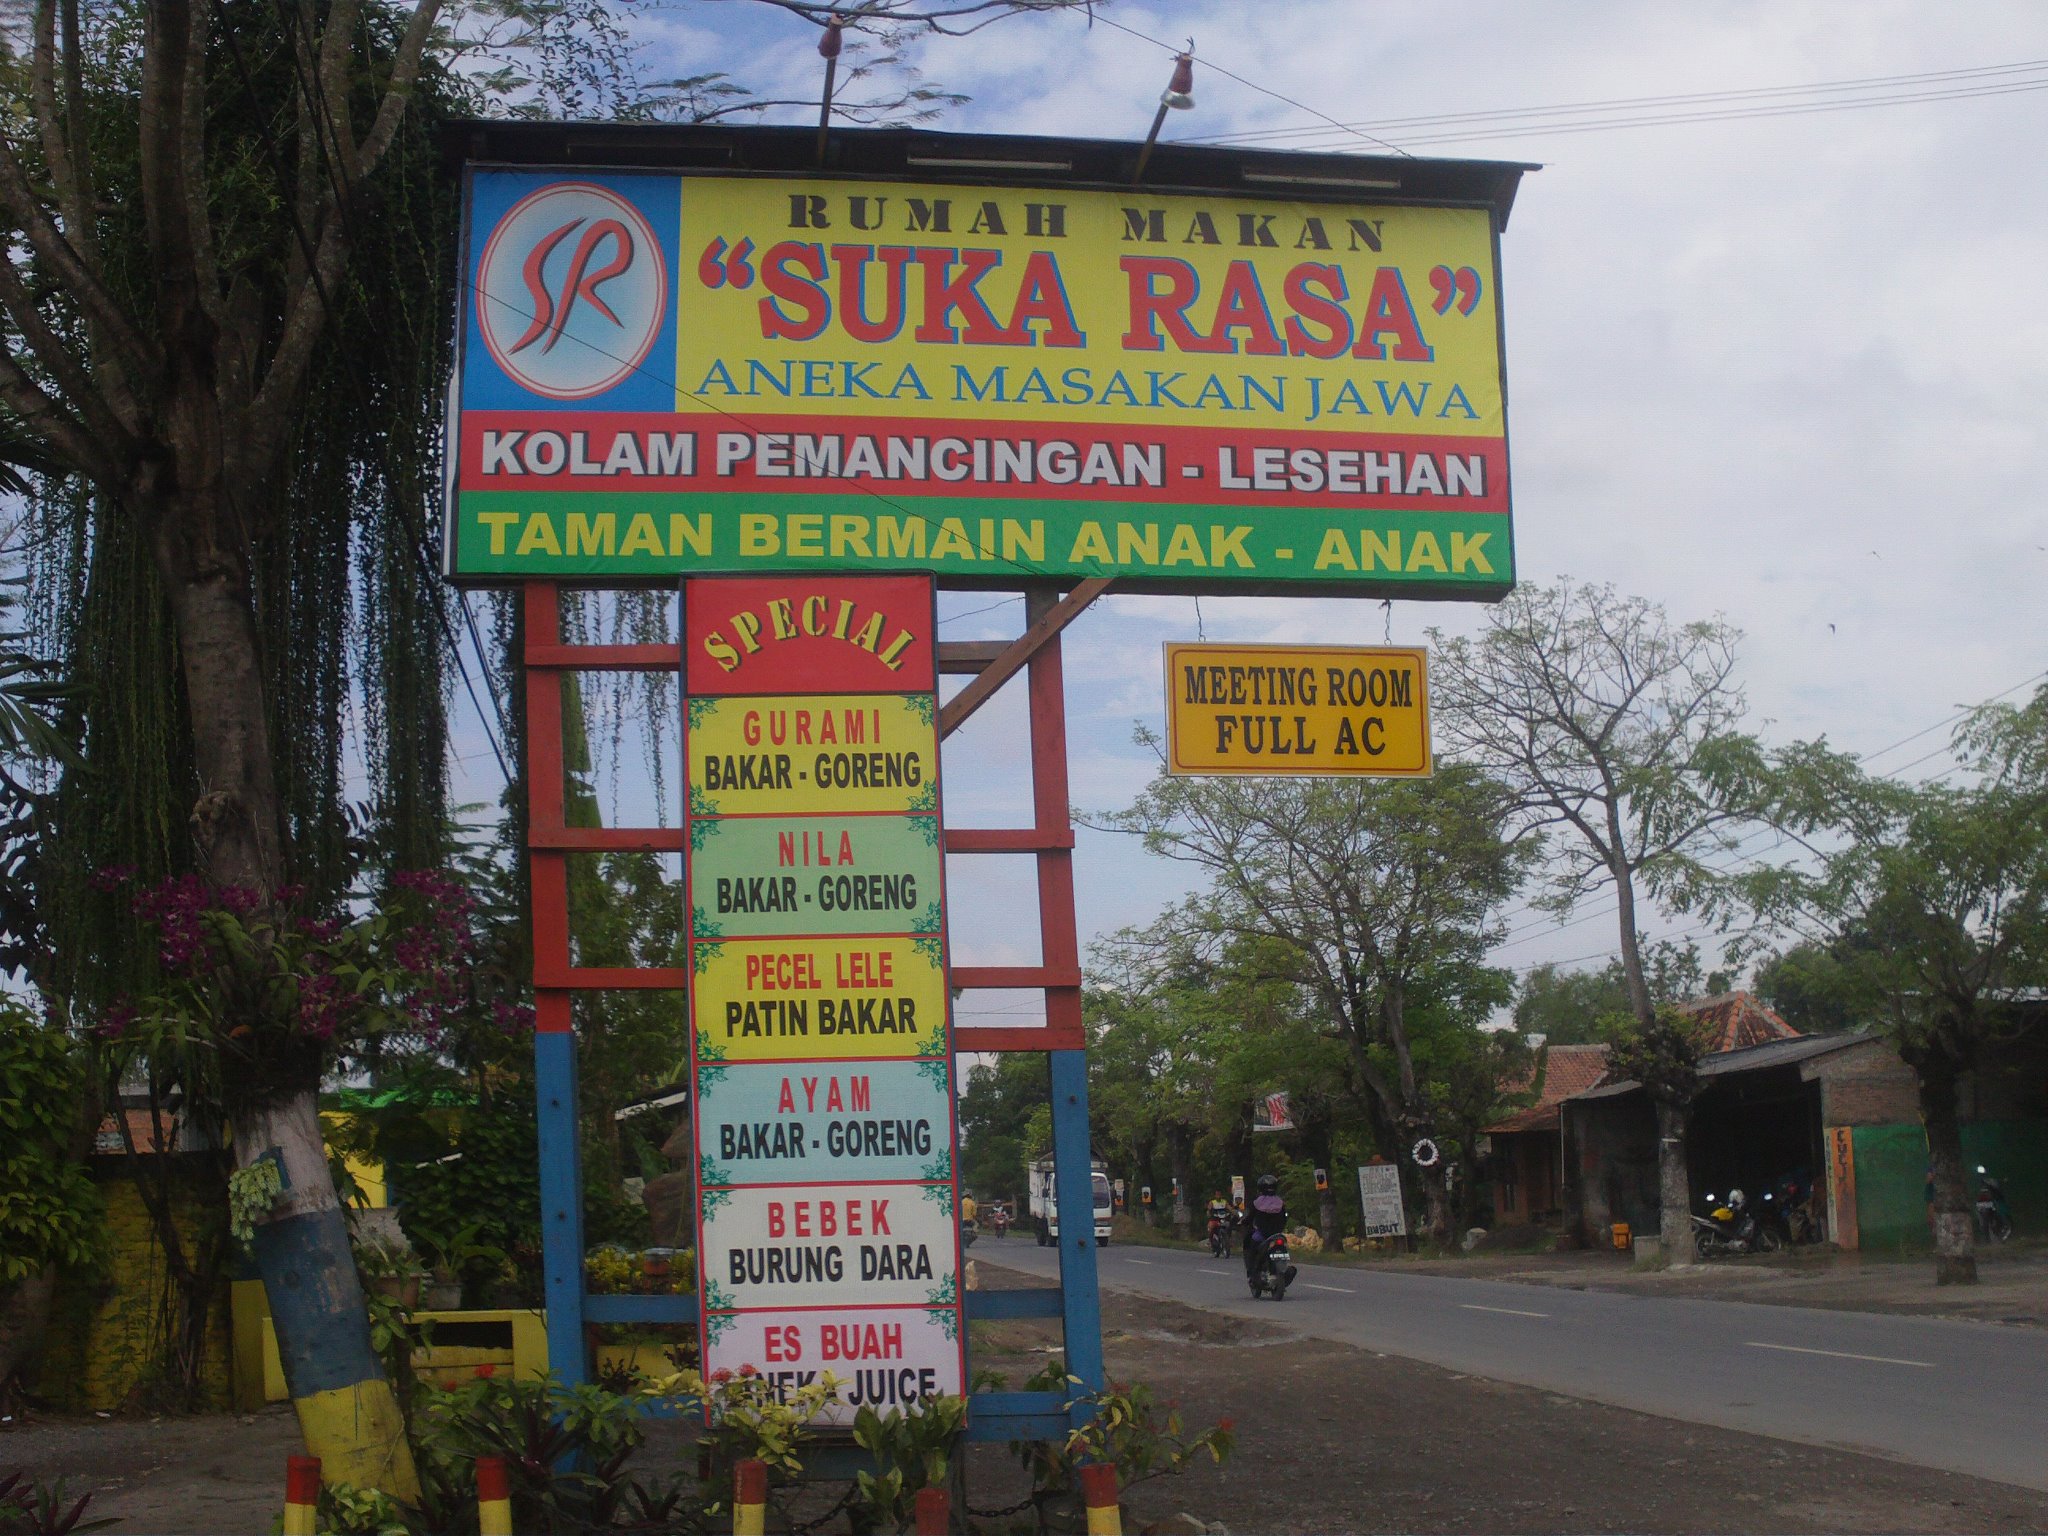 SR
RUMAH MAKAN
"SUKA RASA"
ANEKA MASAKAN JAWA
KOLAM PEMANCINGAN - LESEHAN
TAMAN BERMAIN ANAK - ANAK
SPECIAL
GURAMI
BAKAR - GORENG
NILA
BAKAR - GORENG
PECEL LELE
PATIN BAKAR
AYAM
BAKAR - GORENG
BEBEK
BURUNG DARA
ES BUAH
ANEKA JUICE
MEETING ROOM
FULL AC
BUBUT